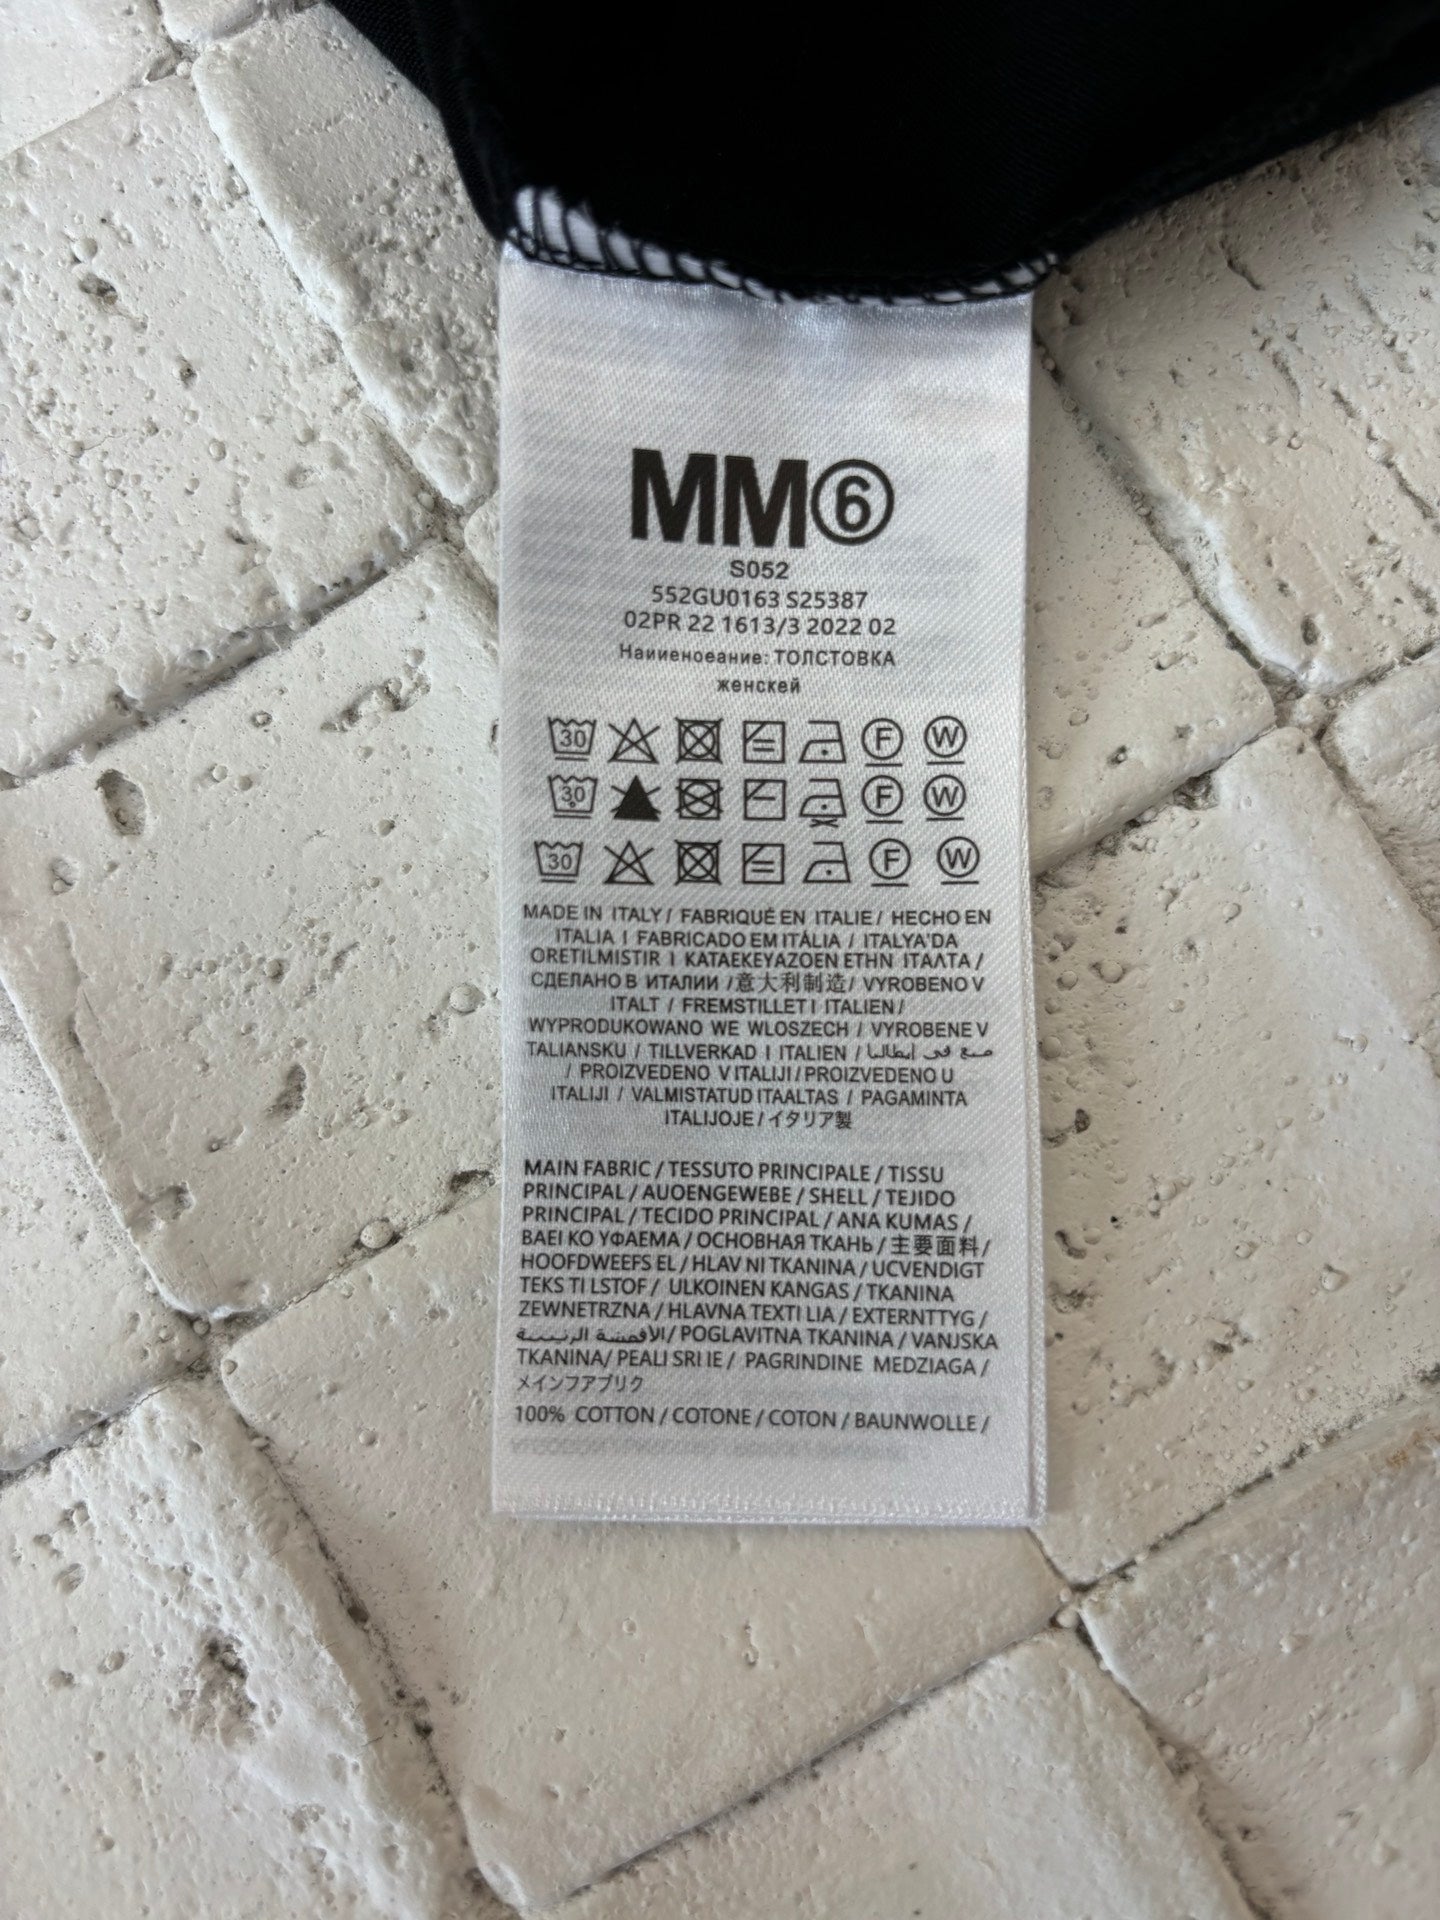 MM6
S052
552GU0163 S25387
02PR 22 1613/3 2022 02
Наииеноеание: ТОЛСТОВКА
женскей
30 F W
30 F W
30 F W
MADE IN ITALY / FABRIQUÉ EN ITALIE / HECHO EN
ITALIA I FABRICADO EM ITÁLIA / ITALYA'DA
ORETILMISTIR I KATAEKEYAZOEN ETHN ITAΛTA /
СДЕЛАНО В ИТАЛИИ /意大利制造/ VYROBENO V
ITALT / FREMSTILLET I ITALIEN /
WYPRODUKOWANO WE WLOSZECH / VYROBENE V
TALIANSKU / TILLVERKAD I ITALIEN / صنع في إيطاليا
/ PROIZVEDENO V ITALIJI / PROIZVEDENO U
ITALIJI / VALMISTATUD ITAALTAS / PAGAMINTA
ITALIJOJE / イタリア製
MAIN FABRIC / TESSUTO PRINCIPALE / TISSU
PRINCIPAL / AUOENGEWEBE / SHELL / TEJIDO
PRINCIPAL / TECIDO PRINCIPAL / ANA KUMAS /
BAEI KO YΦAEMA / ОСНОВНАЯ ТКАНЬ / 主要面料 /
HOOFDWEEFS EL / HLAV NI TKANINA / UCVENDIGT
TEKS TI LSTOF / ULKOINEN KANGAS / TKANINA
ZEWNETRZNA / HLAVNA TEXTI LIA / EXTERNTTYG /
الأقمشة الرئيسية / POGLAVITNA TKANINA / VANJSKA
TKANINA/ PEALI SRI IE / PAGRINDINE MEDZIAGA /
メインファブリク
100% COTTON / COTONE / COTON / BAUNWOLLE /